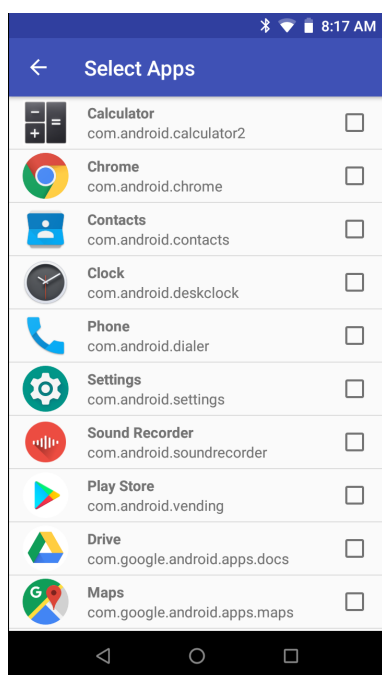 8:17 AM
Select Apps
Calculator
com.android.calculator2
Chrome
com.android.chrome
Contacts
com.android.contacts
Clock
com.android.deskclock
Phone
com.android.dialer
Settings
com.android.settings
Sound Recorder
com.android.soundrecorder
Play Store
com.android.vending
Drive
com.google.android.apps.docs
G
Maps
com.google.android.apps.maps